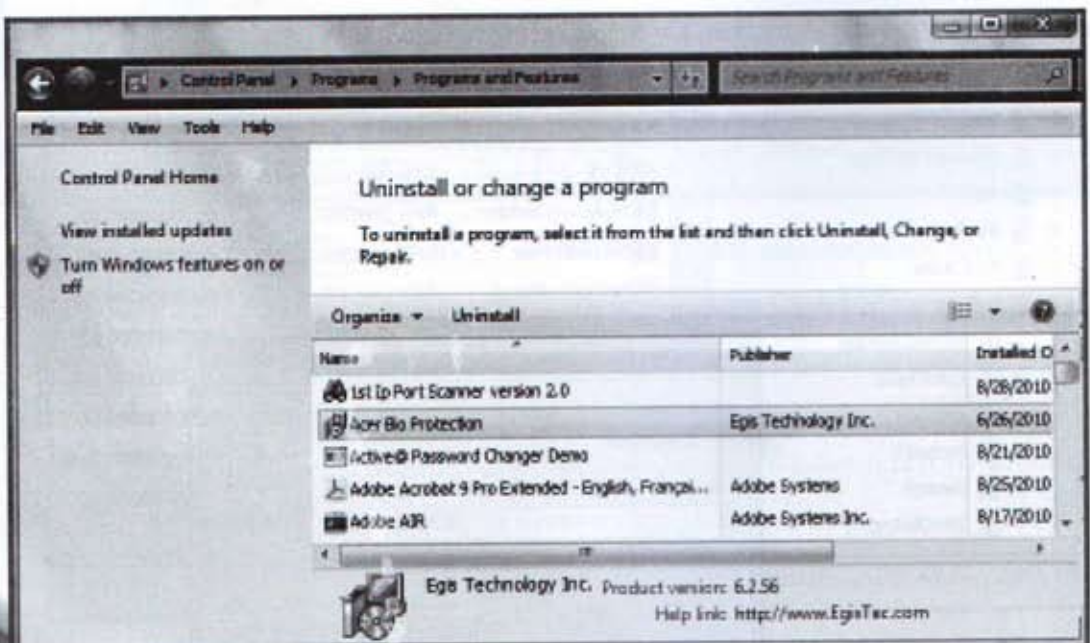 Control Panel ▸ Programs ▸ Programs and Features
Search Programs and Features
File Edit View Tools Help
Control Panel Home
View installed updates
Turn Windows features on or
off
Uninstall or change a program
To uninstall a program, select it from the list and then click Uninstall, Change, or
Repair.
Organize Uninstall
Name Publisher Installed O
1st Ip Port Scanner version 2.0 8/28/2010
Acer Bio Protection Egis Technology Inc. 6/26/2010
Active@ Password Changer Demo 8/21/2010
Adobe Acrobat 9 Pro Extended - English, Françai... Adobe Systems 8/25/2010
Adobe AIR Adobe Systems Inc. 8/17/2010
Egis Technology Inc. Product version: 6.2.56
Help link: http://www.EgisTec.com